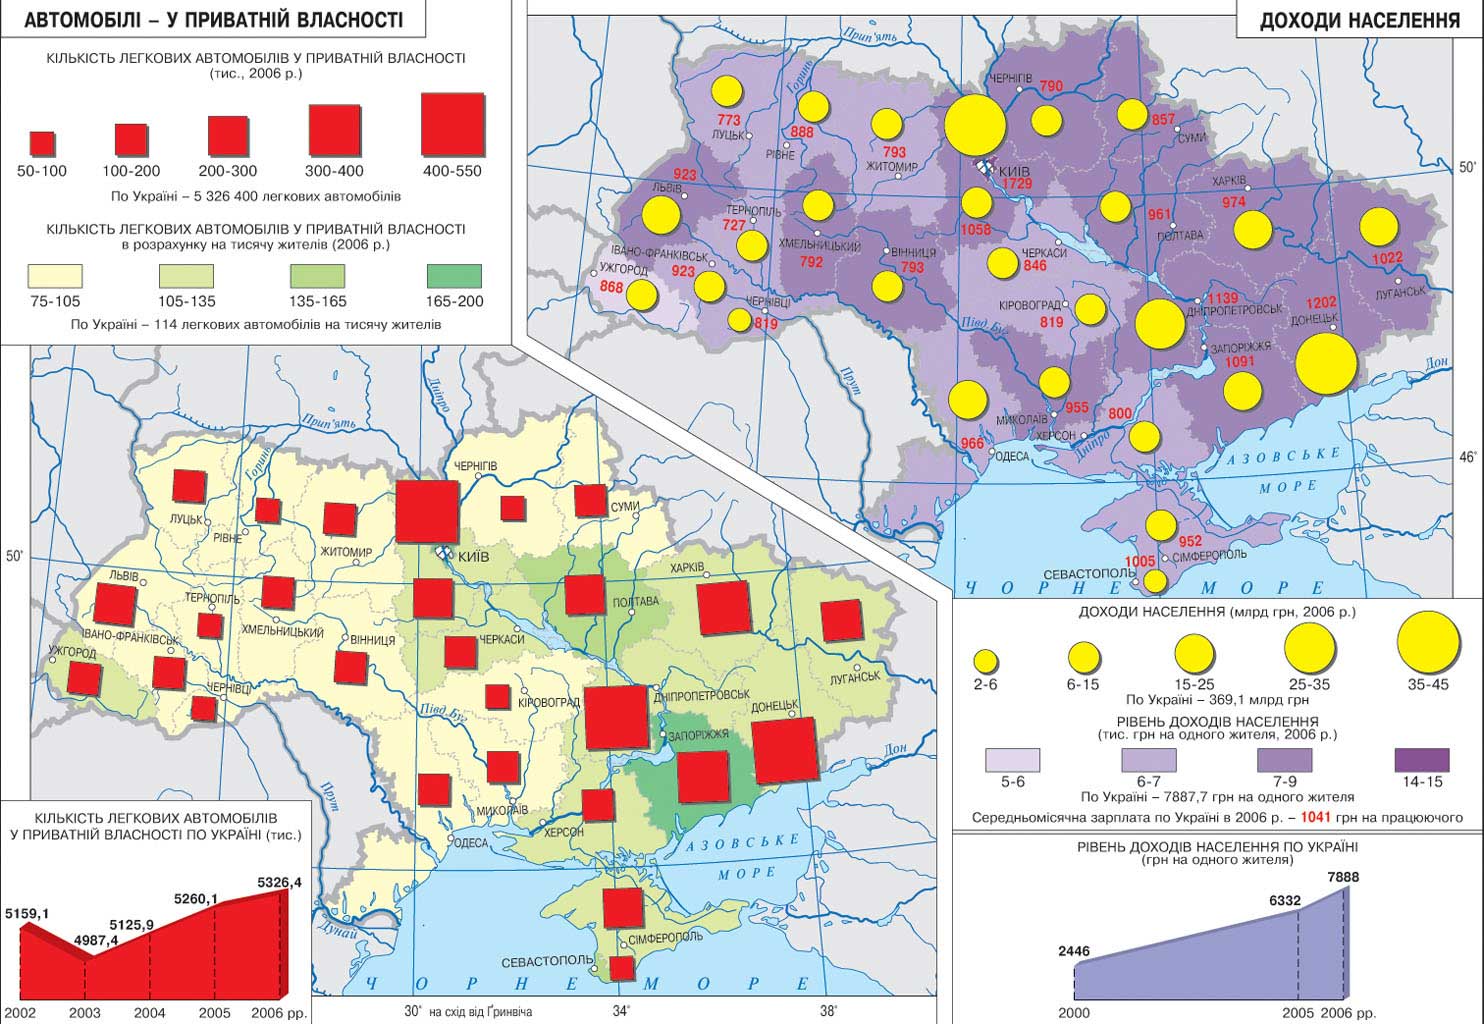 АВТОМОБІЛІ – У ПРИВАТНІЙ ВЛАСНОСТІ
КІЛЬКІСТЬ ЛЕГКОВИХ АВТОМОБІЛІВ У ПРИВАТНІЙ ВЛАСНОСТІ
(тис., 2006 р.)
50-100 100-200 200-300 300-400 400-550
По Україні – 5 326 400 легкових автомобілів
КІЛЬКІСТЬ ЛЕГКОВИХ АВТОМОБІЛІВ У ПРИВАТНІЙ ВЛАСНОСТІ
в розрахунку на тисячу жителів (2006 р.)
75-105 105-135 135-165 165-200
По Україні – 114 легкових автомобілів на тисячу жителів
ДОХОДИ НАСЕЛЕННЯ
Прип'ять
Горинь
ЧЕРНІГІВ
790
773
ЛУЦЬК
888
РІВНЕ
793
ЖИТОМИР
857
СУМИ
50°
КИЇВ
1729
923
ЛЬВІВ
ХАРКІВ
974
ТЕРНОПІЛЬ
727
ХМЕЛЬНИЦЬКИЙ
792
1058
961
ПОЛТАВА
ІВАНО-ФРАНКІВСЬК
923
ВІННИЦЯ
793
ЧЕРКАСИ
846
1022
ЛУГАНСЬК
УЖГОРОД
868
ЧЕРНІВЦІ
819
КІРОВОГРАД
819
1139
ДНІПРОПЕТРОВСЬК
1202
ДОНЕЦЬК
Півд.Буг
ЗАПОРІЖЖЯ
1091
Дон
Прут
МИКОЛАЇВ
955
800
ХЕРСОН
Дніпро
966
ОДЕСА
46°
АЗОВСЬКЕ
МОРЕ
952
СІМФЕРОПОЛЬ
1005
СЕВАСТОПОЛЬ
ЧОРНЕ МОРЕ
Дніпро
Прип'ять
Горинь
ЧЕРНІГІВ
ЛУЦЬК
РІВНЕ
ЖИТОМИР
СУМИ
50°
КИЇВ
ЛЬВІВ
ХАРКІВ
ТЕРНОПІЛЬ
ПОЛТАВА
ХМЕЛЬНИЦЬКИЙ
ІВАНО-ФРАНКІВСЬК
ВІННИЦЯ
ЧЕРКАСИ
УЖГОРОД
ЛУГАНСЬК
ЧЕРНІВЦІ
КІРОВОГРАД
ДНІПРОПЕТРОВСЬК
ДОНЕЦЬК
Півд.Буг
ЗАПОРІЖЖЯ
Дон
Прут
МИКОЛАЇВ
ХЕРСОН
ОДЕСА
АЗОВСЬКЕ
МОРЕ
Дунай
СІМФЕРОПОЛЬ
СЕВАСТОПОЛЬ
ЧОРНЕ МОРЕ
30° на схід від Ґринвіча 34° 38°
КІЛЬКІСТЬ ЛЕГКОВИХ АВТОМОБІЛІВ
У ПРИВАТНІЙ ВЛАСНОСТІ ПО УКРАЇНІ (тис.)
5159,1 4987,4 5125,9 5260,1 5326,4
2002 2003 2004 2005 2006 рр.
ДОХОДИ НАСЕЛЕННЯ (млрд грн, 2006 р.)
2-6 6-15 15-25 25-35 35-45
По Україні – 369,1 млрд грн
РІВЕНЬ ДОХОДІВ НАСЕЛЕННЯ
(тис. грн на одного жителя, 2006 р.)
5-6 6-7 7-9 14-15
По Україні – 7887,7 грн на одного жителя
Середньомісячна зарплата по Україні в 2006 р. – 1041 грн на працюючого
РІВЕНЬ ДОХОДІВ НАСЕЛЕННЯ ПО УКРАЇНІ
(грн на одного жителя)
2446 6332 7888
2000 2005 2006 рр.